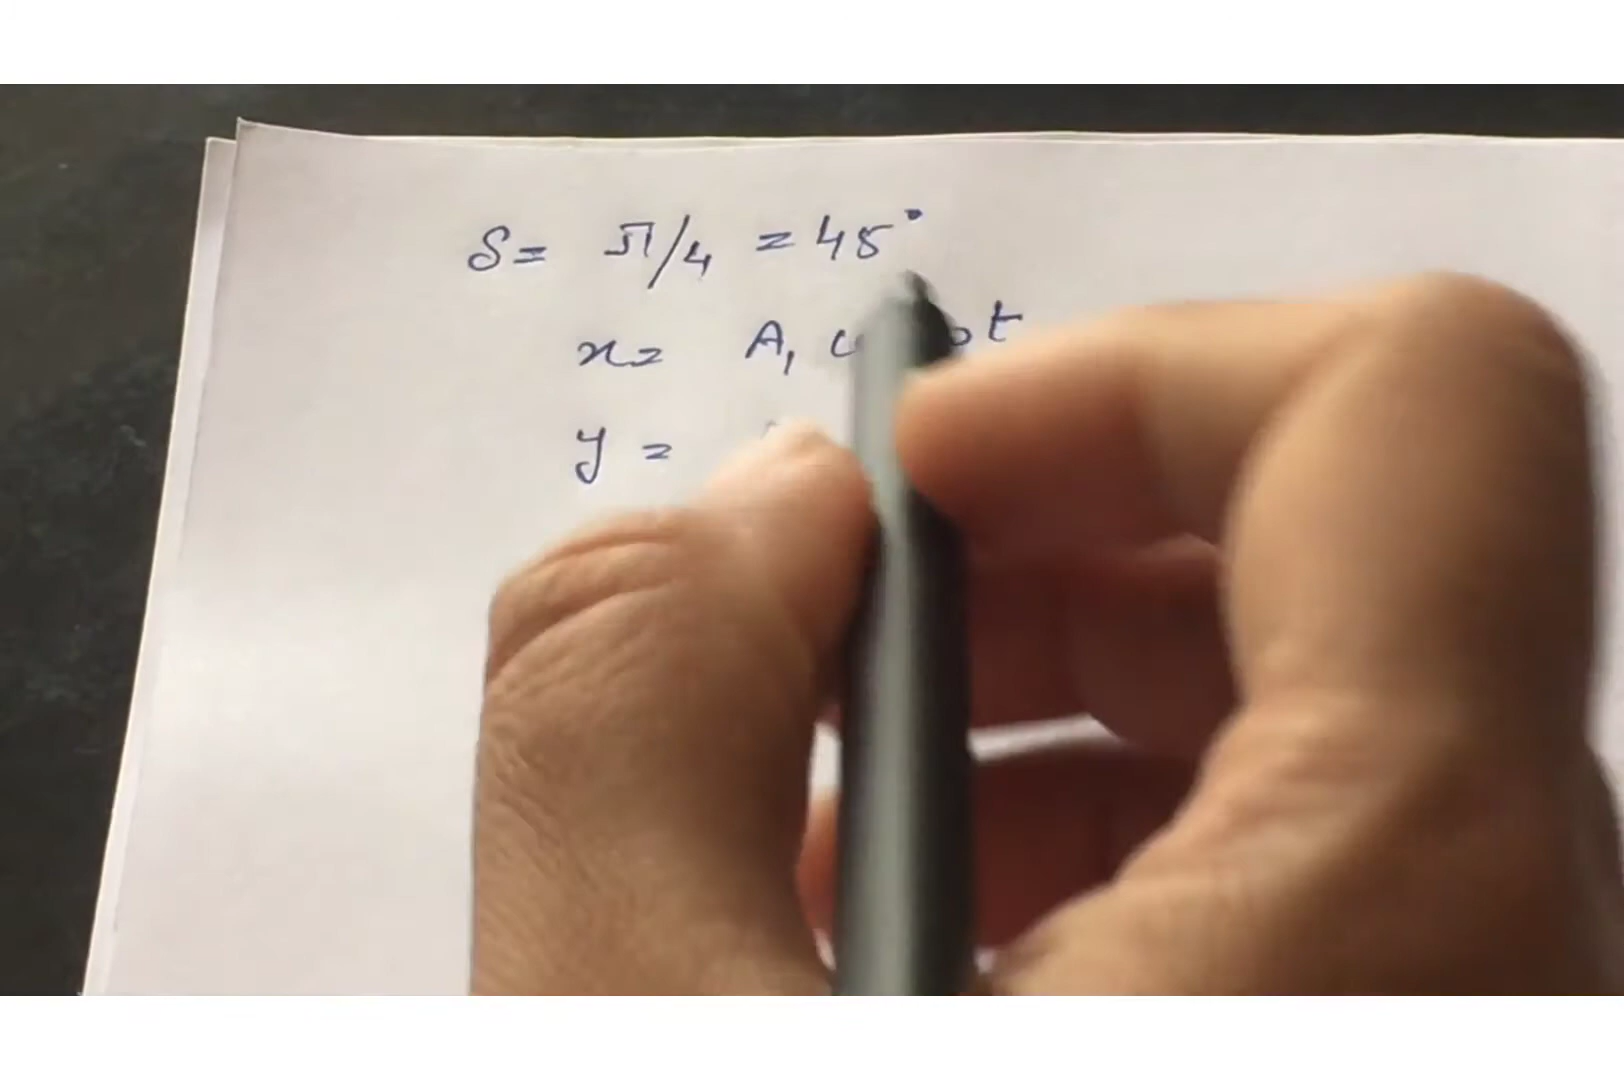 δ = π/4 = 45°
x = A₁ t
y =